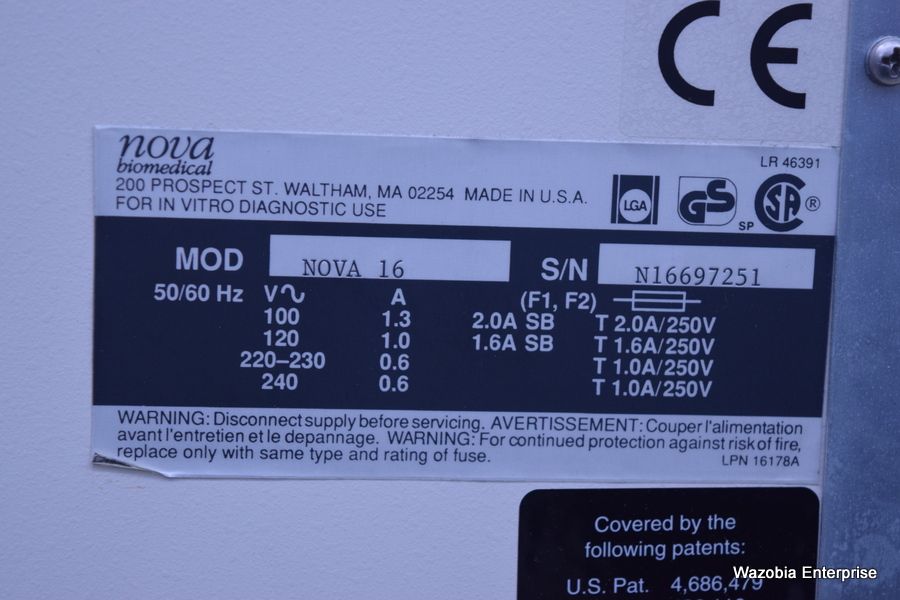 CE
nova
biomedical
LR 46391
200 PROSPECT ST. WALTHAM, MA 02254 MADE IN U.S.A.
FOR IN VITRO DIAGNOSTIC USE
LGA
GS
SP
CSA ®
MOD NOVA 16 S/N N16697251
50/60 Hz V∿ A (F1, F2)
100 1.3 2.0A SB T 2.0A/250V
120 1.0 1.6A SB T 1.6A/250V
220–230 0.6 T 1.0A/250V
240 0.6 T 1.0A/250V
WARNING: Disconnect supply before servicing. AVERTISSEMENT: Couper l'alimentation
avant l'entretien et le depannage. WARNING: For continued protection against risk of fire,
replace only with same type and rating of fuse.
LPN 16178A
Covered by the
following patents:
U.S. Pat. 4,686,479
Wazobia Enterprise